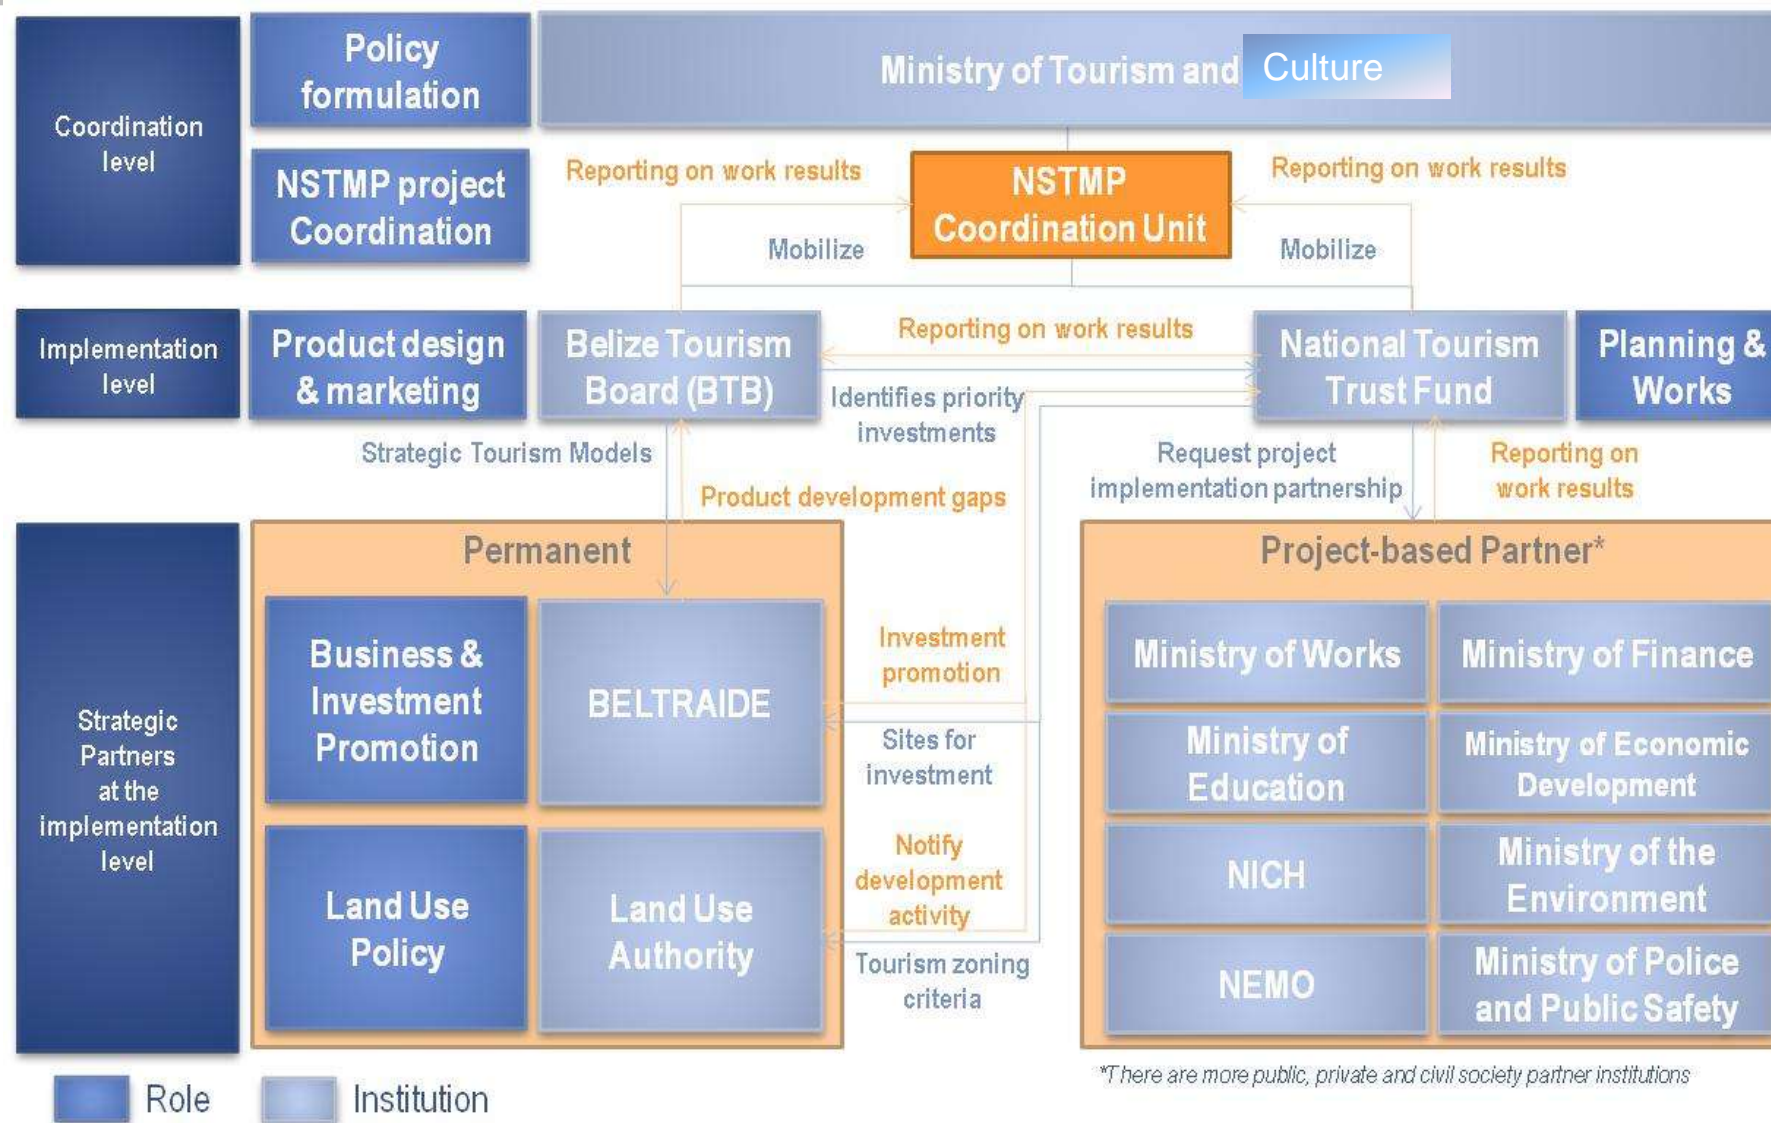 Policy
formulation
Ministry of Tourism and Culture
Coordination
level
NSTMP project
Coordination
Reporting on work results
NSTMP
Coordination Unit
Reporting on work results
Mobilize
Mobilize
Implementation
level
Product design
& marketing
Belize Tourism
Board (BTB)
Reporting on work results
Identifies priority
investments
National Tourism
Trust Fund
Planning &
Works
Strategic Tourism Models
Product development gaps
Request project
implementation partnership
Reporting on
work results
Strategic
Partners
at the
implementation
level
Permanent
Business &
Investment
Promotion
BELTRAIDE
Investment
promotion
Sites for
investment
Land Use
Policy
Land Use
Authority
Notify
development
activity
Tourism zoning
criteria
Project-based Partner*
Ministry of Works
Ministry of Finance
Ministry of
Education
Ministry of Economic
Development
NICH
Ministry of the
Environment
NEMO
Ministry of Police
and Public Safety
*There are more public, private and civil society partner institutions
Role
Institution